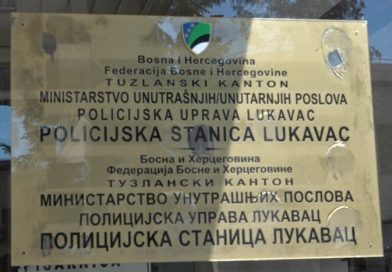 Bosna i Hercegovina
Federacija Bosne i Hercegovine
TUZLANSKI KANTON
MINISTARSTVO UNUTRAŠNJIH/UNUTARNJIH POSLOVA
POLICIJSKA UPRAVA LUKAVAC
POLICIJSKA STANICA LUKAVAC
Босна и Херцеговина
Федерација Босне и Херцеговине
ТУЗЛАНСКИ КАНТОН
МИНИСТАРСТВО УНУТРАШЊИХ ПОСЛОВА
ПОЛИЦИЈСКА УПРАВА ЛУКАВАЦ
ПОЛИЦИЈСКА СТАНИЦА ЛУКАВАЦ
PISARNICA